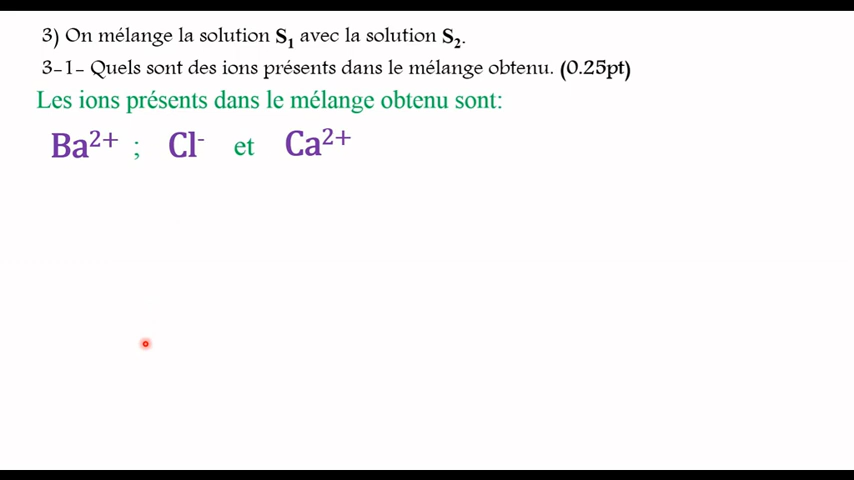 3) On mélange la solution S₁ avec la solution S₂.
3-1- Quels sont des ions présents dans le mélange obtenu. (0.25pt)
Les ions présents dans le mélange obtenu sont:
Ba²⁺ ; Cl⁻ et Ca²⁺